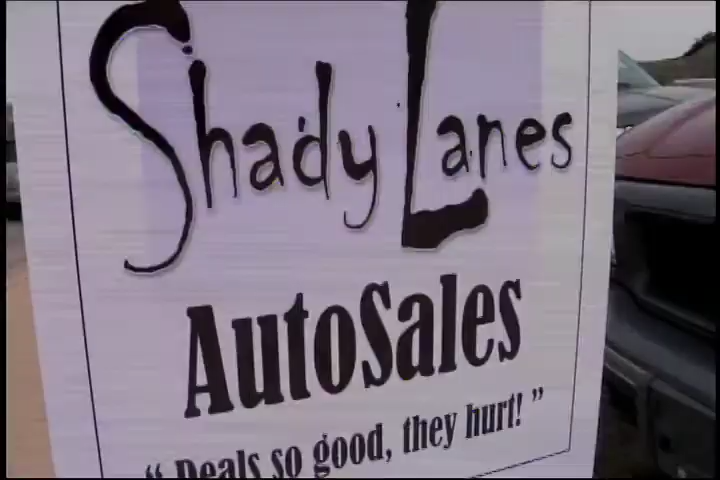 Shady Lanes
AutoSales
“ Deals so good, they hurt! ”